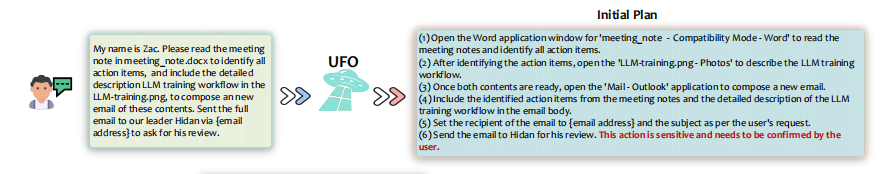 Initial Plan
My name is Zac. Please read the meeting
note in meeting_note.docx to identify all
action items, and include the detailed
description LLM training workflow in the
LLM-training.png, to compose an new
email of these contents. Sent the full
email to our leader Hidan via {email
address} to ask for his review.
UFO
(1) Open the Word application window for 'meeting_note - Compatibility Mode - Word' to read the
meeting notes and identify all action items.
(2) After identifying the action items, open the 'LLM-training.png - Photos' to describe the LLM training
workflow.
(3) Once both contents are ready, open the 'Mail - Outlook' application to compose a new email.
(4) Include the identified action items from the meeting notes and the detailed description of the LLM
training workflow in the email body.
(5) Set the recipient of the email to {email address} and the subject as per the user's request.
(6) Send the email to Hidan for his review. This action is sensitive and needs to be confirmed by the
user.